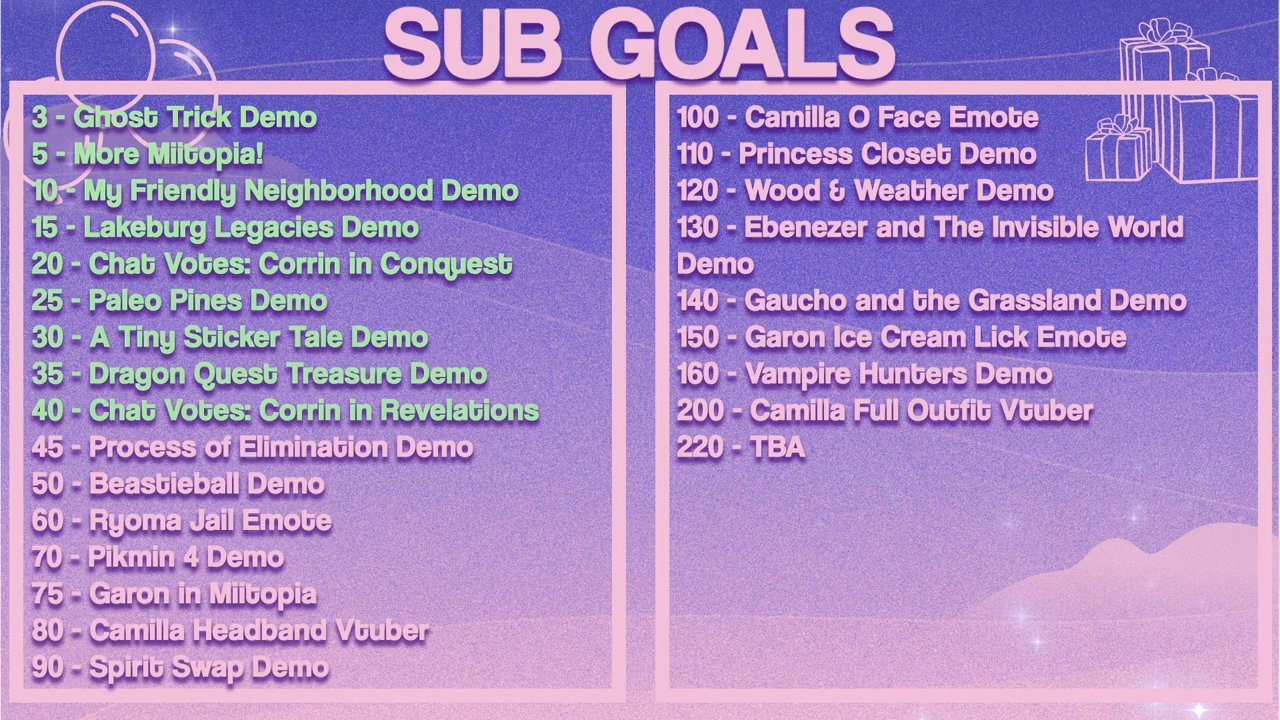 SUB GOALS
3 - Ghost Trick Demo
5 - More Miitopia!
10 - My Friendly Neighborhood Demo
15 - Lakeburg Legacies Demo
20 - Chat Votes: Corrin in Conquest
25 - Paleo Pines Demo
30 - A Tiny Sticker Tale Demo
35 - Dragon Quest Treasure Demo
40 - Chat Votes: Corrin in Revelations
45 - Process of Elimination Demo
50 - Beastieball Demo
60 - Ryoma Jail Emote
70 - Pikmin 4 Demo
75 - Garon in Miitopia
80 - Camilla Headband Vtuber
90 - Spirit Swap Demo
100 - Camilla O Face Emote
110 - Princess Closet Demo
120 - Wood & Weather Demo
130 - Ebenezer and The Invisible World
Demo
140 - Gaucho and the Grassland Demo
150 - Garon Ice Cream Lick Emote
160 - Vampire Hunters Demo
200 - Camilla Full Outfit Vtuber
220 - TBA